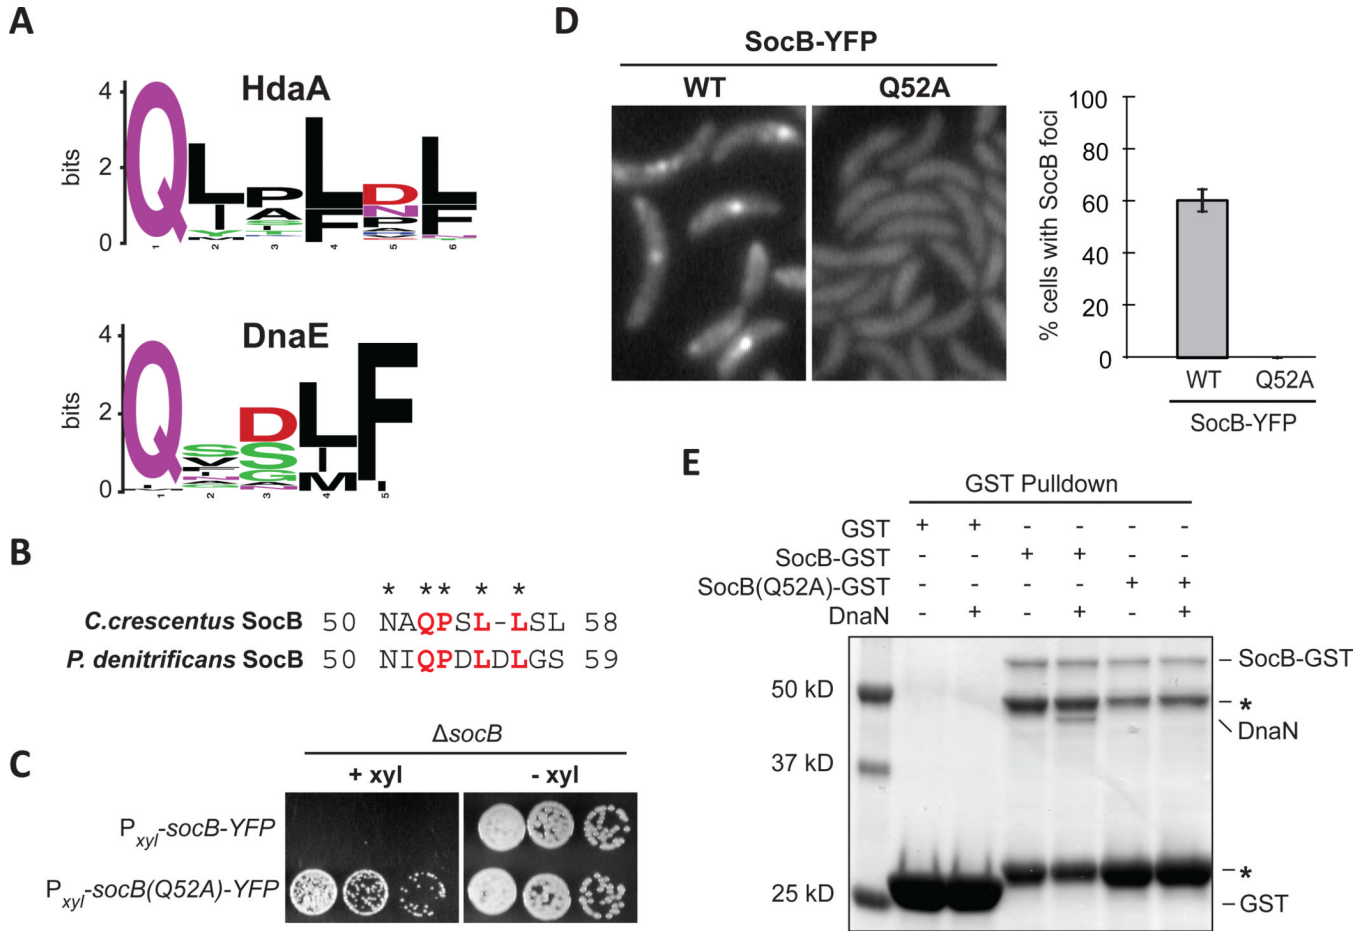 A
HdaA
bits
4
2
0
Q L P L D L
T A F N F
1 2 3 4 5 6
DnaE
bits
4
2
0
Q S D L F
V S I
G M
1 2 3 4 5
B
* * * * *
C.crescentus SocB 50 NAQPSL-LSL 58
P. denitrificans SocB 50 NIQPDLDLGS 59
C
ΔsocB
+ xyl - xyl
Pxyl-socB-YFP
Pxyl-socB(Q52A)-YFP
D
SocB-YFP
WT Q52A
% cells with SocB foci
100
80
60
40
20
0
WT Q52A
SocB-YFP
E
GST Pulldown
GST + + - - - -
SocB-GST - - + + - -
SocB(Q52A)-GST - - - - + +
DnaN - + - + - +
SocB-GST
50 kD
*
DnaN
37 kD
*
25 kD
GST